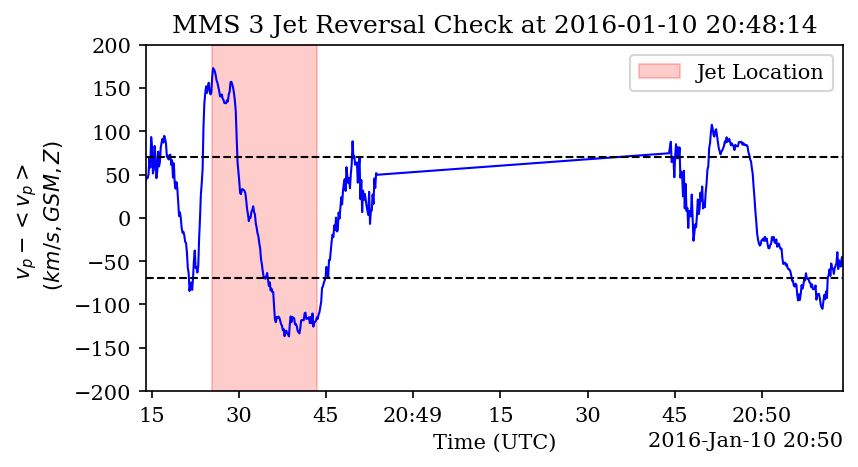 MMS 3 Jet Reversal Check at 2016-01-10 20:48:14
Jet Location
200
150
100
50
0
−50
−100
−150
−200
v_p − < v_p >
(km/s, GSM, Z)
15 30 45 20:49 15 30 45 20:50
Time (UTC)
2016-Jan-10 20:50